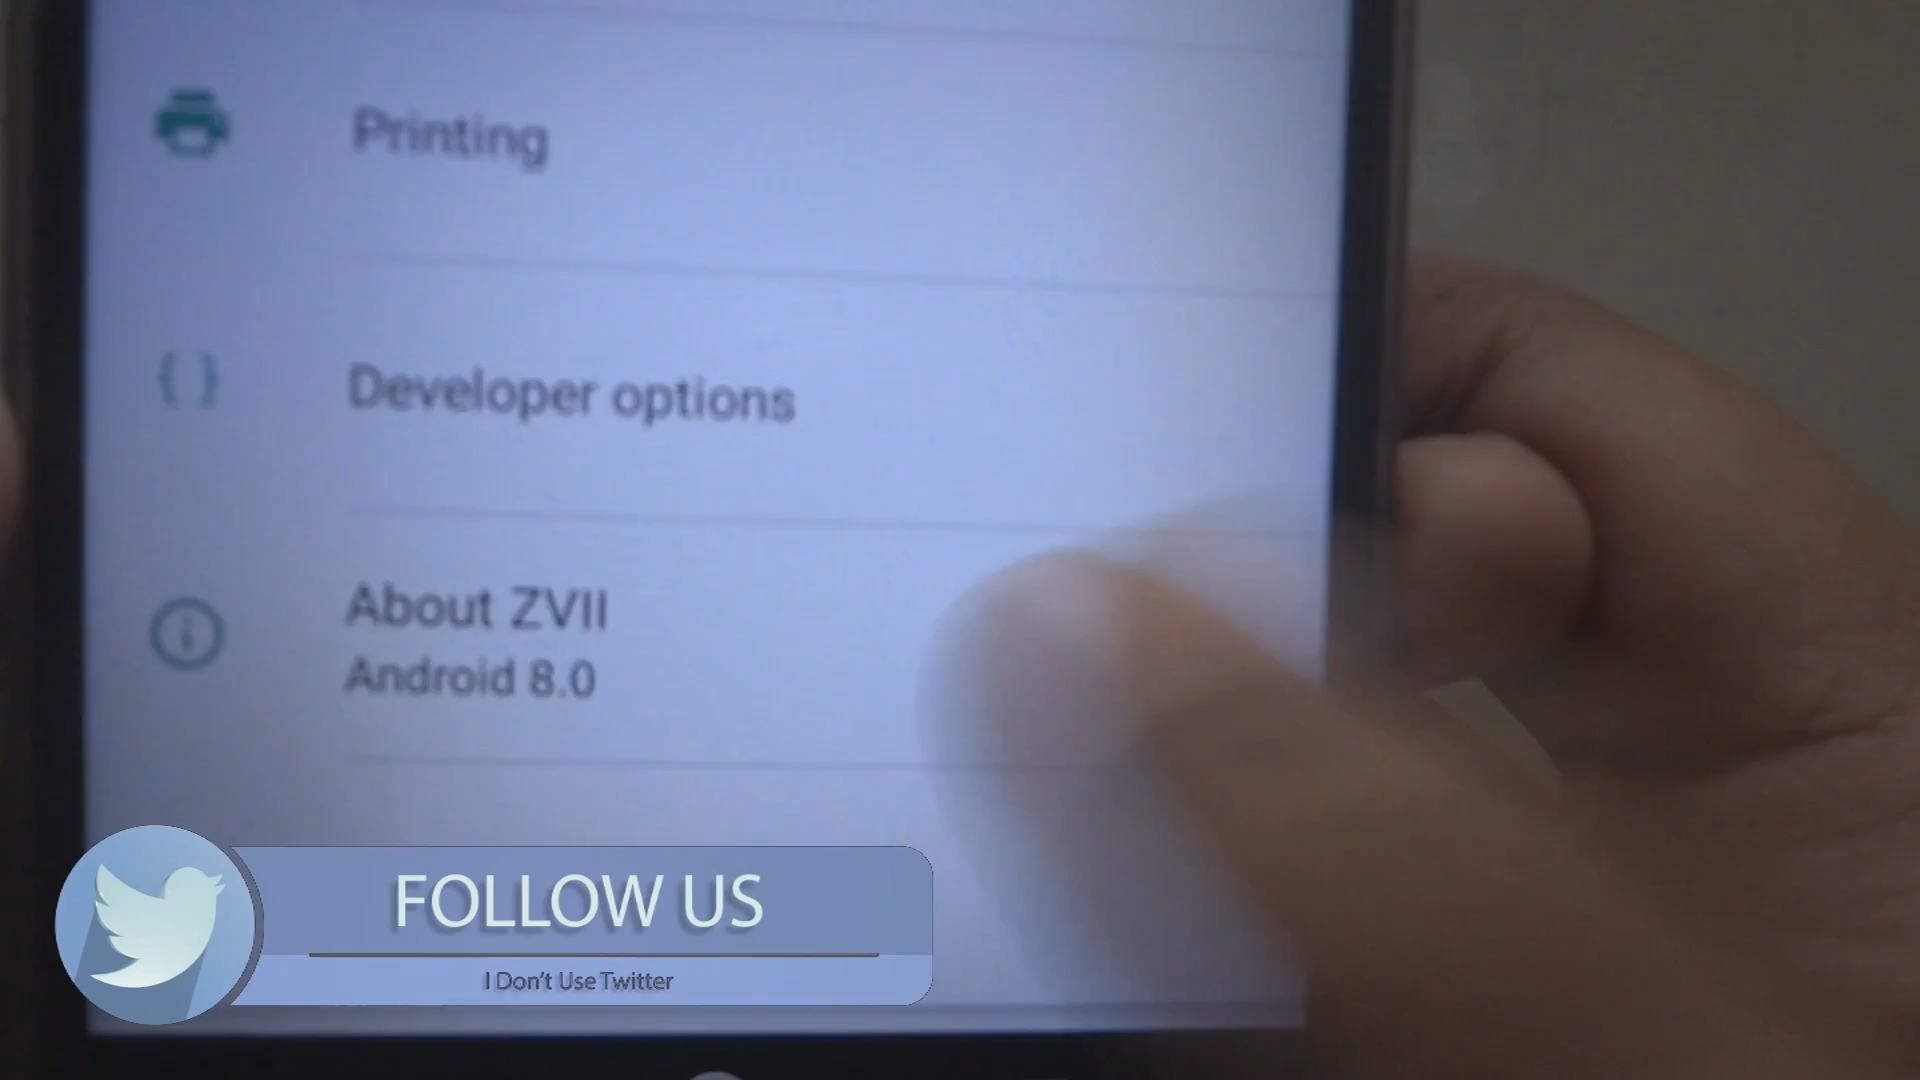 Printing
Developer options
About ZVII
Android 8.0
FOLLOW US
I Don't Use Twitter